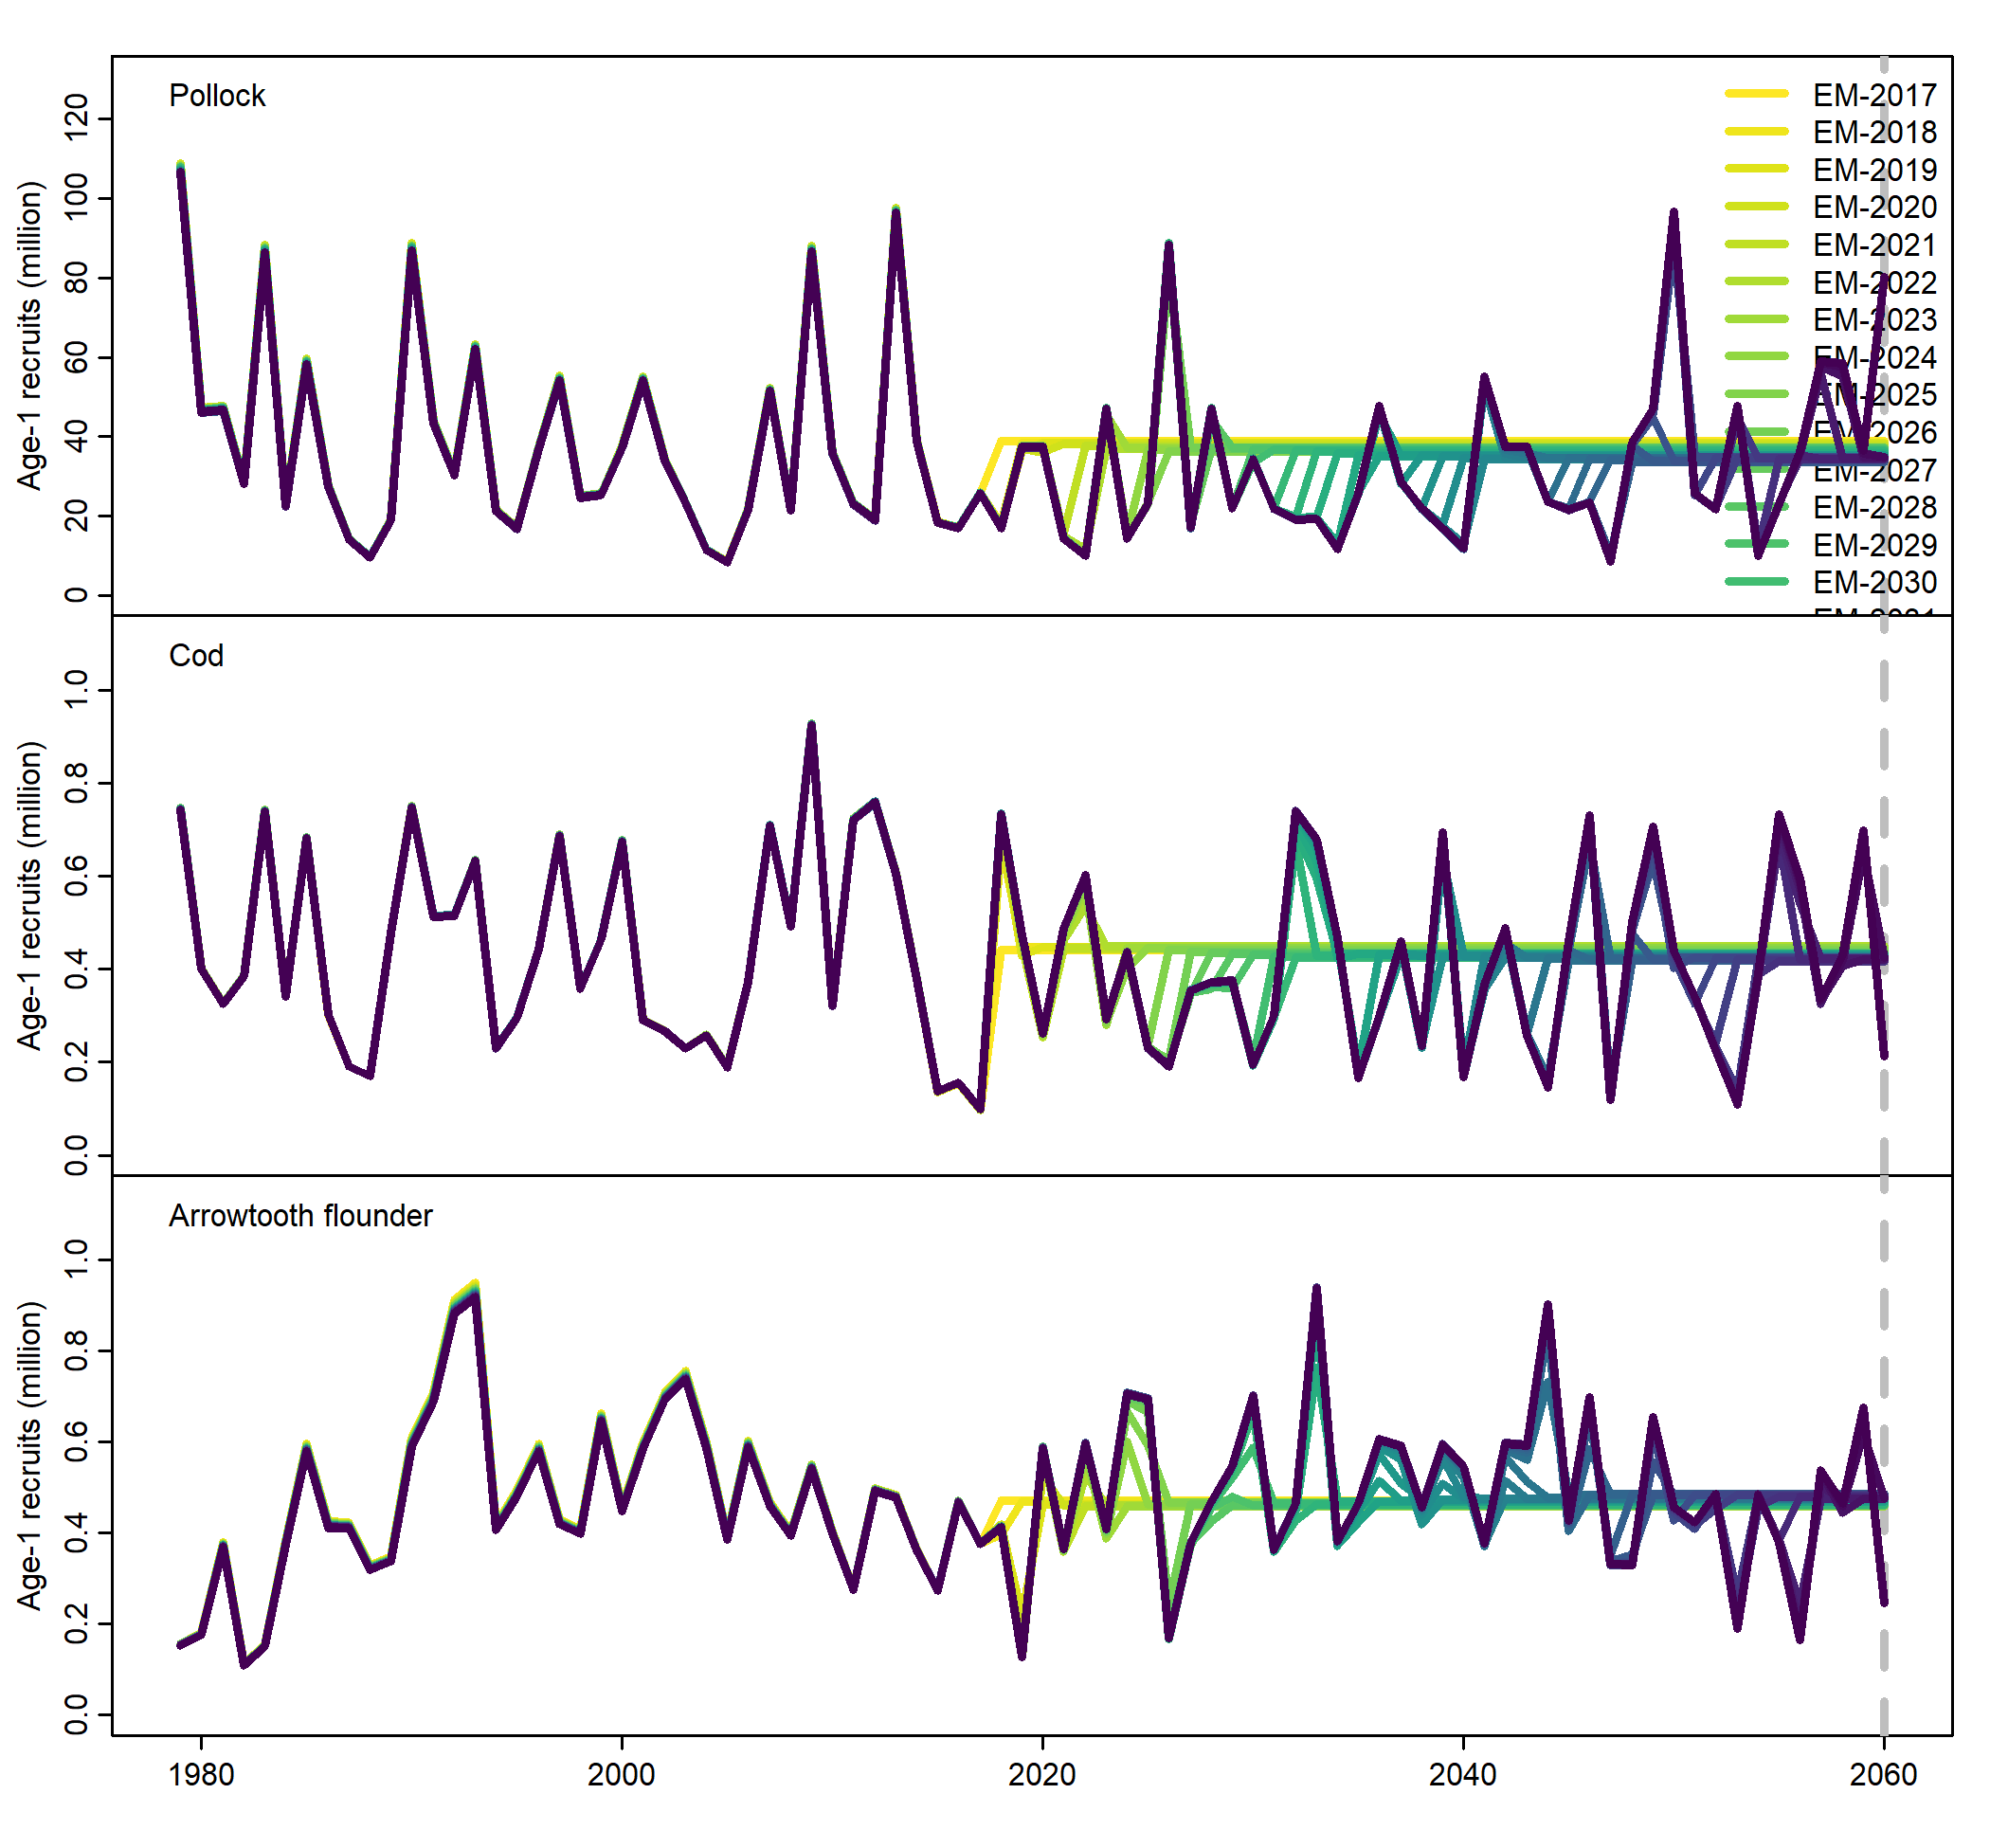 Pollock
Age-1 recruits (million)
120
100
80
60
40
20
0
EM-2017
EM-2018
EM-2019
EM-2020
EM-2021
EM-2022
EM-2023
EM-2024
EM-2025
EM-2026
EM-2027
EM-2028
EM-2029
EM-2030
EM-2031
Cod
Age-1 recruits (million)
1.0
0.8
0.6
0.4
0.2
0.0
Arrowtooth flounder
Age-1 recruits (million)
1.0
0.8
0.6
0.4
0.2
0.0
1980
2000
2020
2040
2060